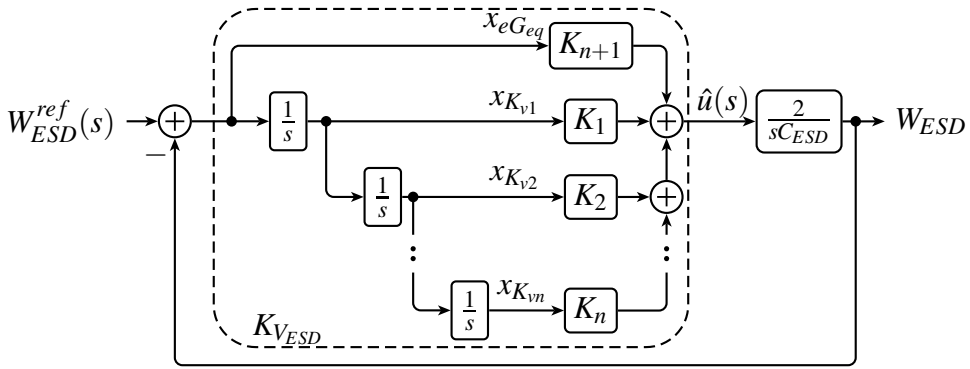 x_{eG_{eq}} K_{n+1}
W_{ESD}^{ref}(s) + − 1/s x_{K_{v1}} K_1 + û(s) 2/(sC_{ESD}) W_{ESD}
1/s x_{K_{v2}} K_2 +
⋮ ⋮
1/s x_{K_{vn}} K_n
K_{V_{ESD}}